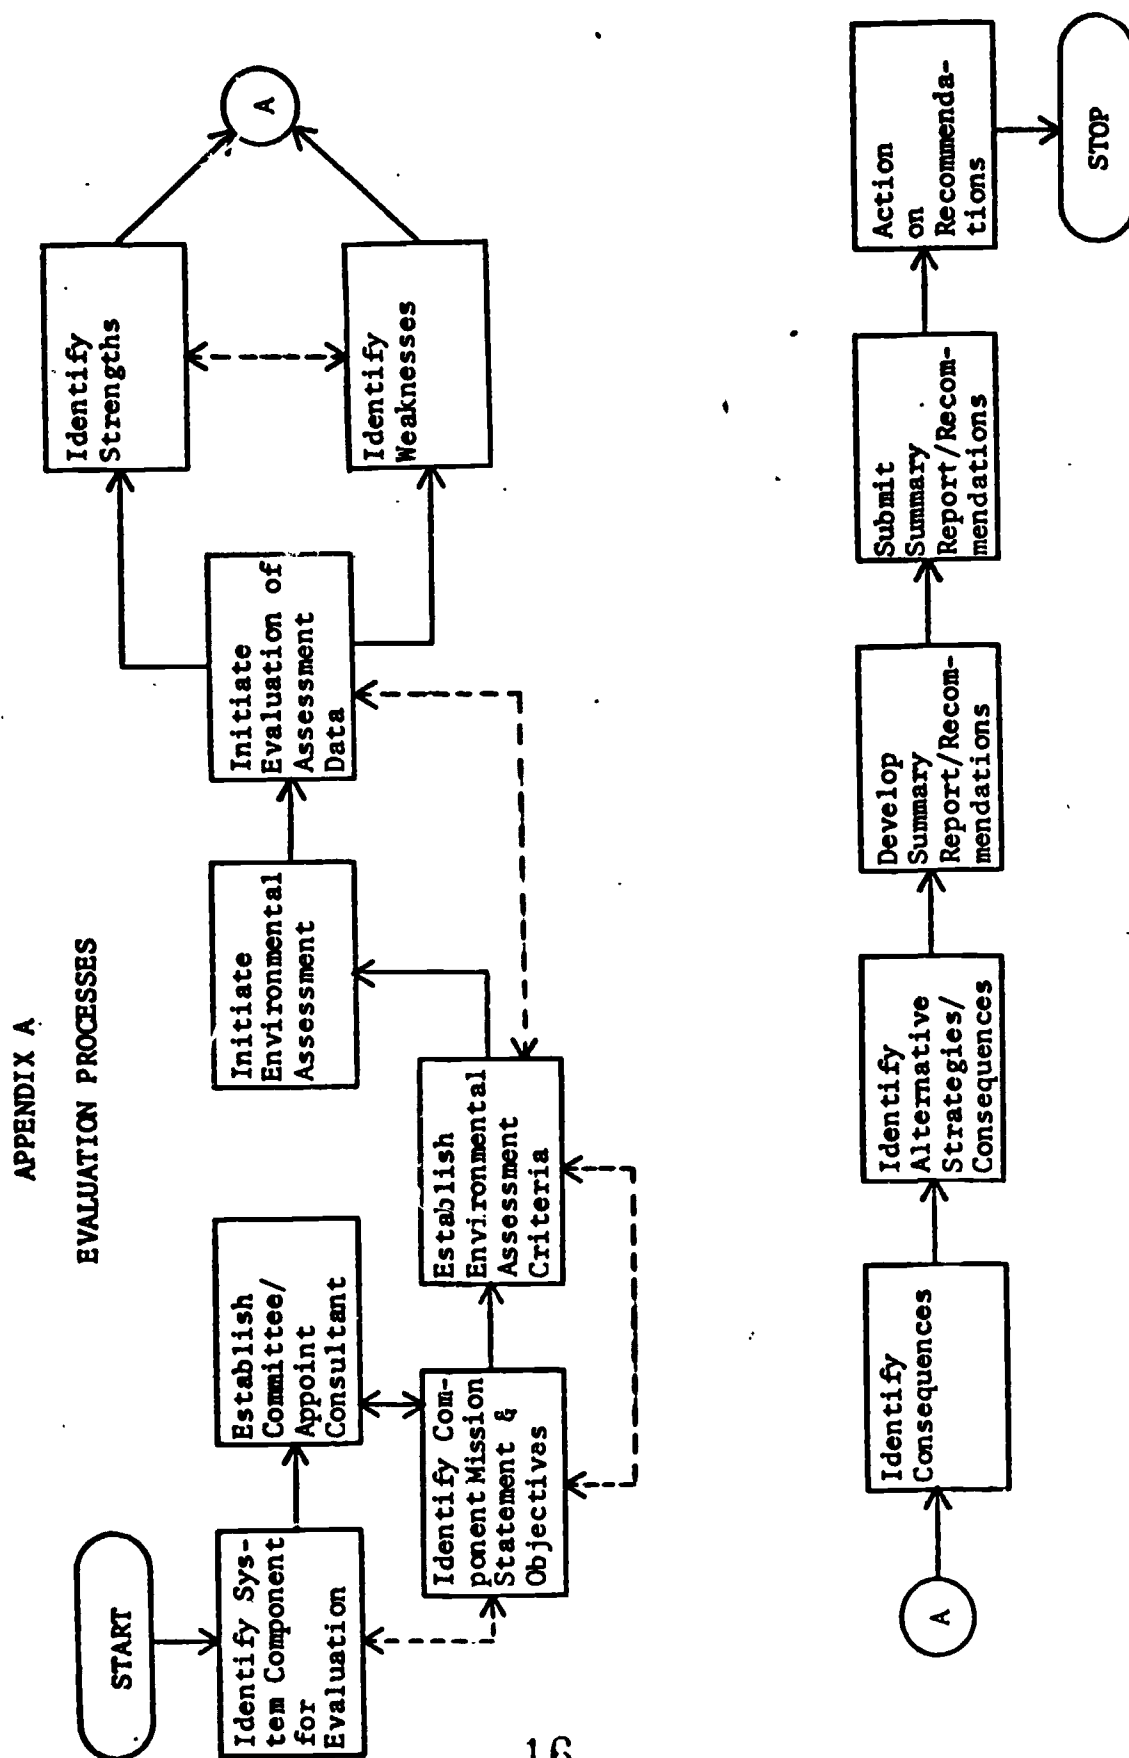 APPENDIX A
EVALUATION PROCESSES
START
Identify Sys-
tem Component
for
Evaluation
Establish
Committee/
Appoint
Consultant
Identify Com-
ponent Mission
Statement &
Objectives
Establish
Environmental
Assessment
Criteria
Initiate
Environmental
Assessment
Initiate
Evaluation of
Assessment
Data
Identify
Strengths
Identify
Weaknesses
A
A
Identify
Consequences
Identify
Alternative
Strategies/
Consequences
Develop
Summary
Report/Recom-
mendations
Submit
Summary
Report/Recom-
mendations
Action
on
Recommenda-
tions
STOP
16